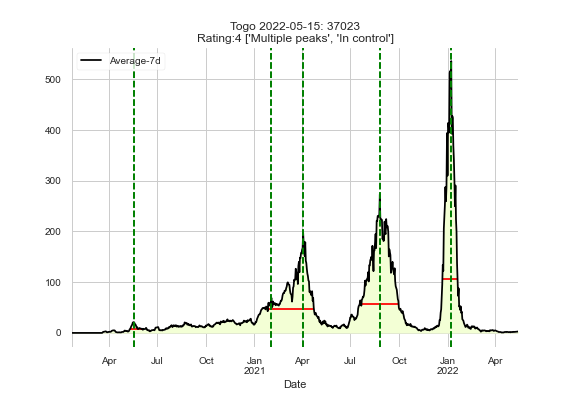 Togo 2022-05-15: 37023
Rating:4 ['Multiple peaks', 'In control']
Average-7d
500
400
300
200
100
0
Apr Jul Oct Jan Apr Jul Oct Jan Apr
2021 2022
Date